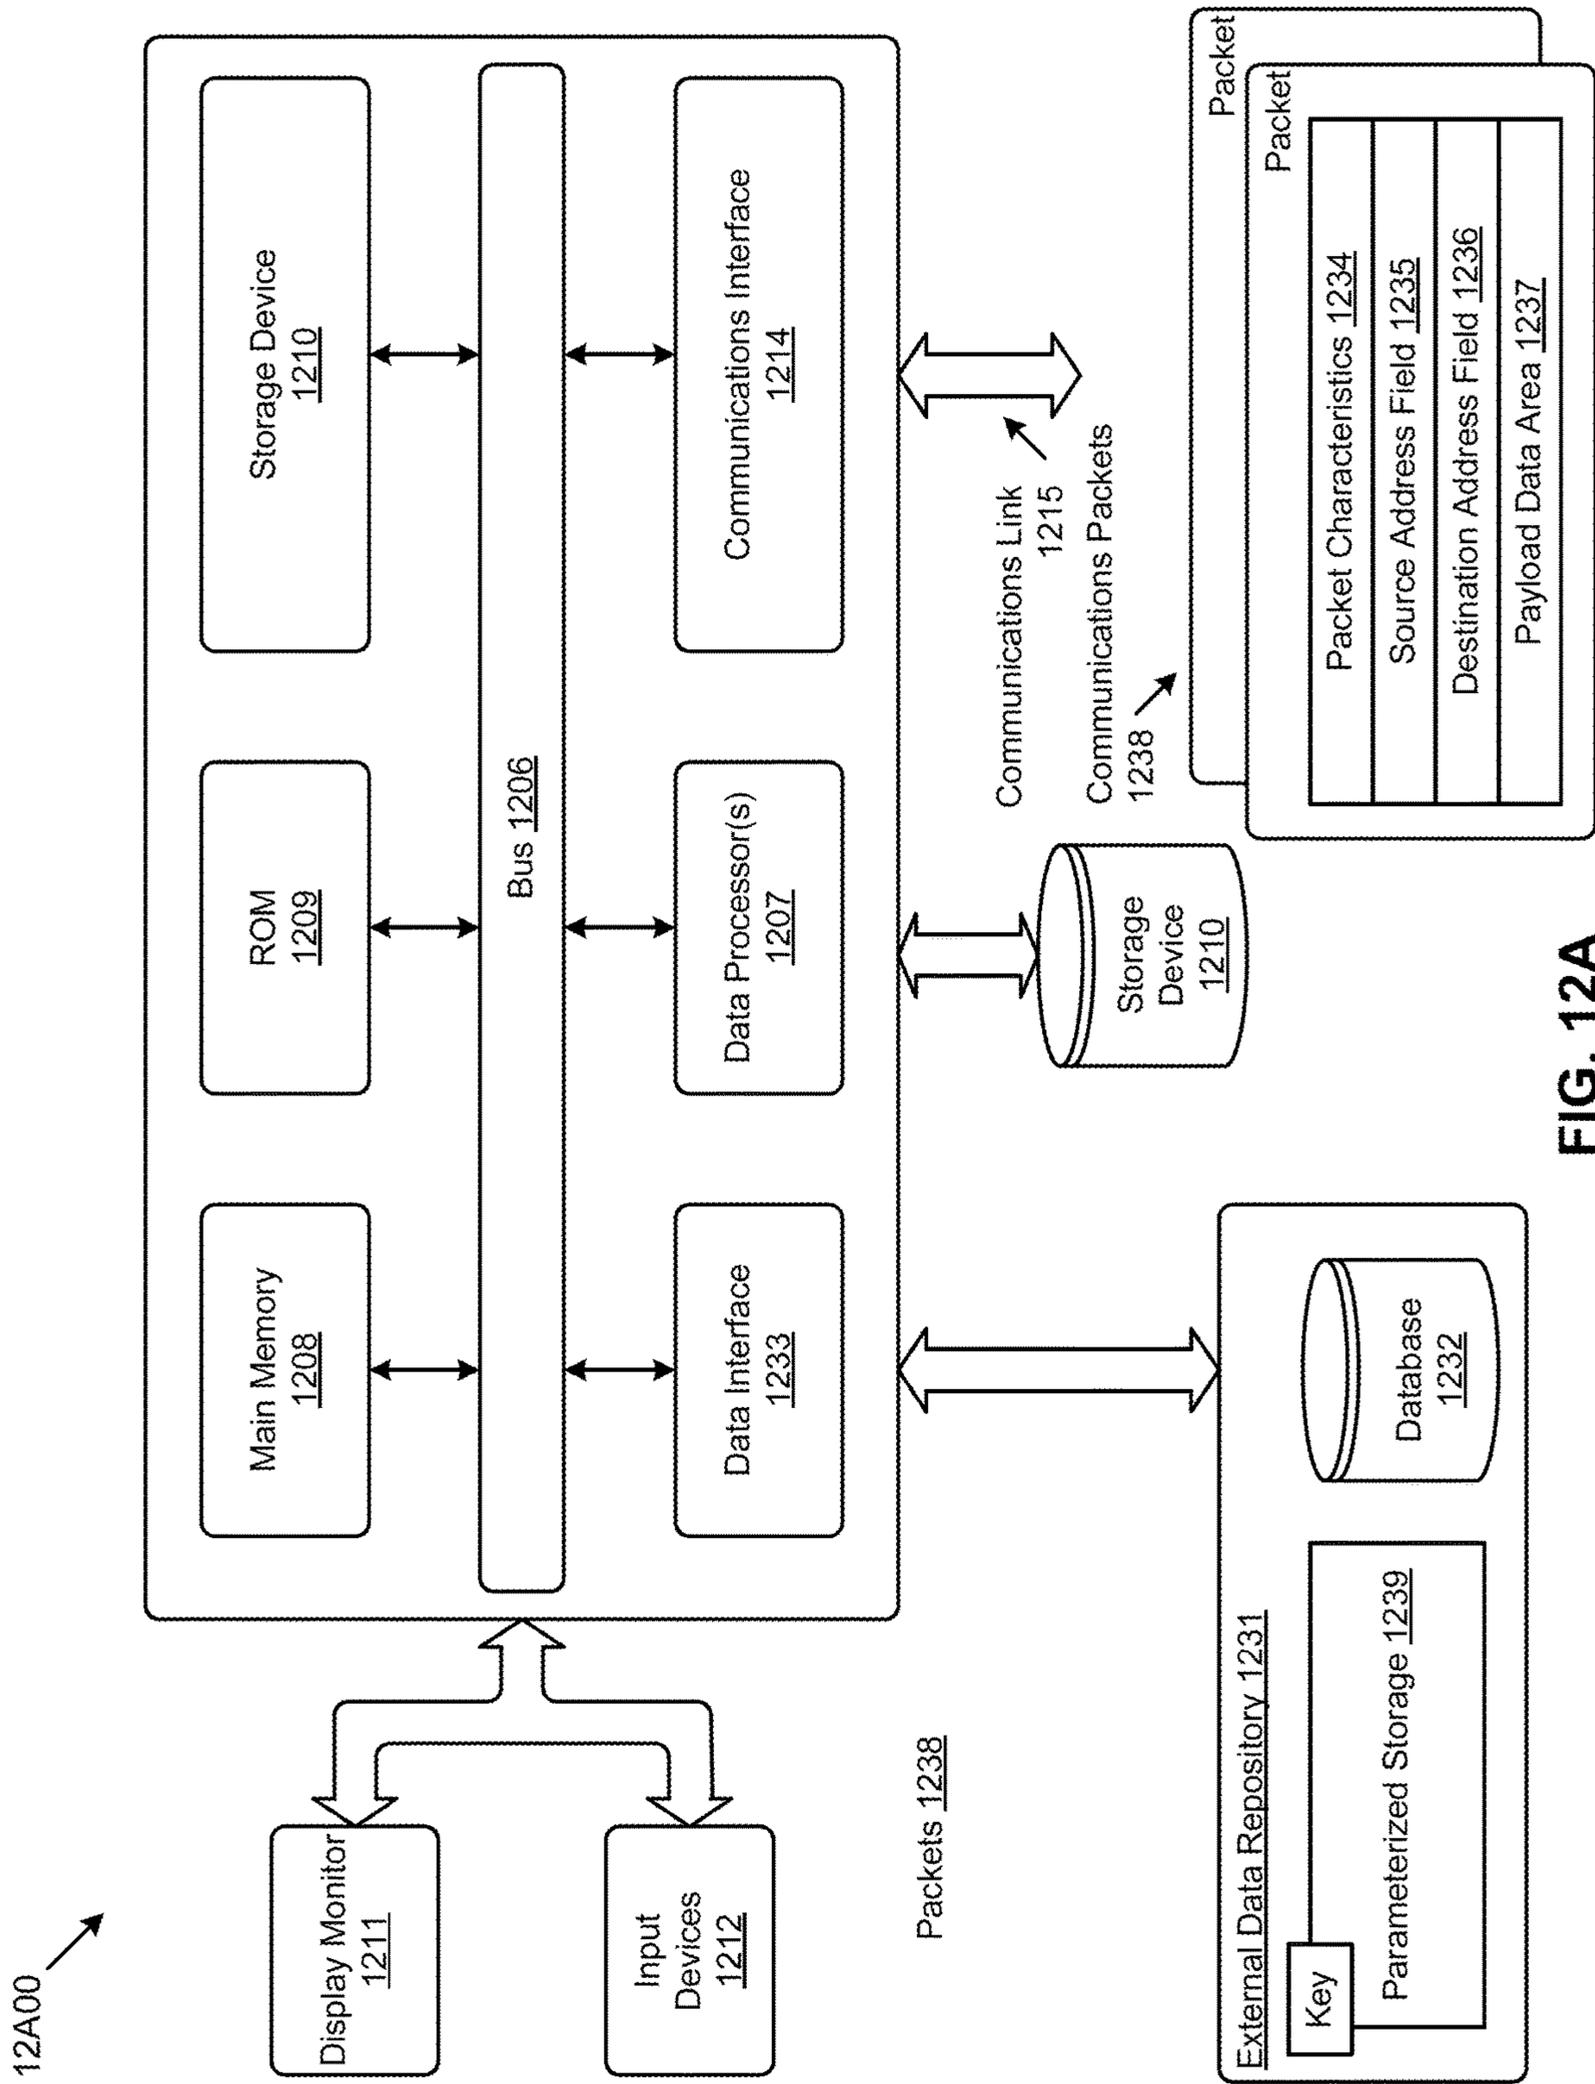 12A00
Main Memory
1208
ROM
1209
Storage Device
1210
Display Monitor
1211
Bus 1206
Input
Devices
1212
Data Interface
1233
Data Processor(s)
1207
Communications Interface
1214
Packets 1238
Communications Link
1215
Communications Packets
1238
Storage
Device
1210
External Data Repository 1231
Key
Parameterized Storage 1239
Database
1232
Packet
Packet
Packet Characteristics 1234
Source Address Field 1235
Destination Address Field 1236
Payload Data Area 1237
FIG. 12A